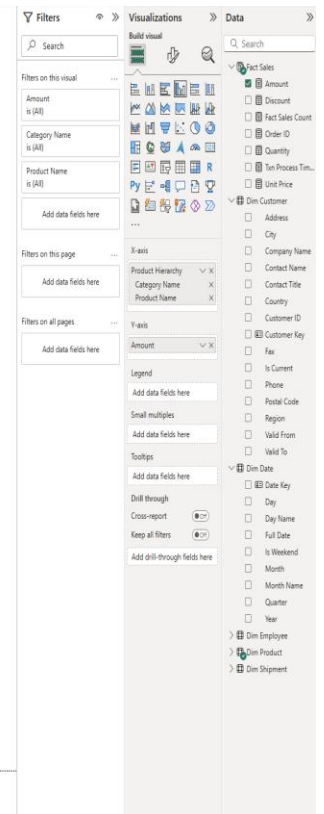 Filters
Search
Filters on this visual
...
Amount
is (All)
Category Name
is (All)
Product Name
is (All)
Add data fields here
Filters on this page
...
Add data fields here
Filters on all pages
...
Add data fields here
Visualizations
Build visual
R
Py
...
X-axis
Product Hierarchy
Category Name
Product Name
Y-axis
Amount
Legend
Add data fields here
Small multiples
Add data fields here
Tooltips
Add data fields here
Drill through
Cross-report
Off
Keep all filters
Off
Add drill-through fields here
Data
Search
Fact Sales
Amount
Discount
Fact Sales Count
Order ID
Quantity
Txn Process Tim...
Unit Price
Dim Customer
Address
City
Company Name
Contact Name
Contact Title
Country
Customer ID
Customer Key
Fax
Is Current
Phone
Postal Code
Region
Valid From
Valid To
Dim Date
Date Key
Day
Day Name
Full Date
Is Weekend
Month
Month Name
Quarter
Year
Dim Employee
Dim Product
Dim Shipment